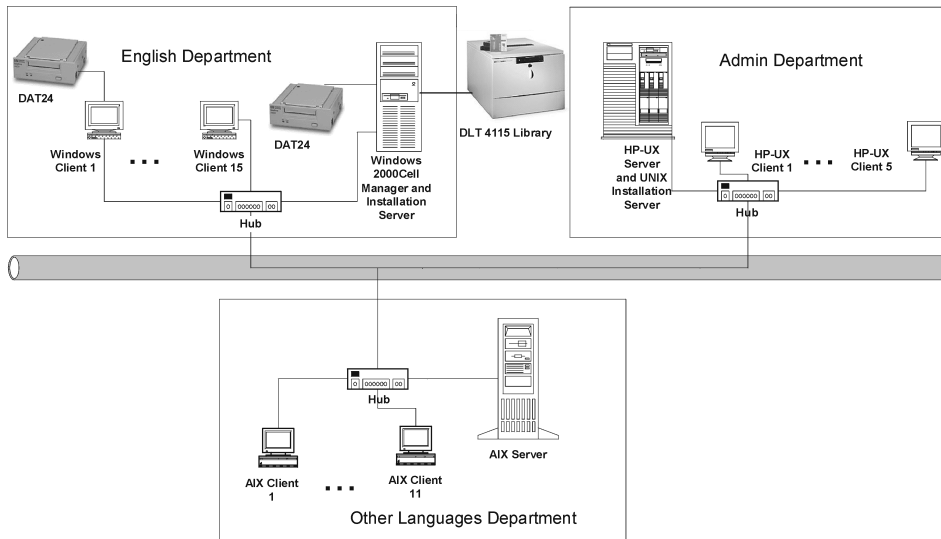 English Department
DAT24
Windows
Client 1
Windows
Client 15
DAT24
Windows
2000Cell
Manager and
Installation
Server
DLT 4115 Library
Hub
Admin Department
HP-UX
Server
and UNIX
Installation
Server
HP-UX
Client 1
HP-UX
Client 5
Hub
Hub
AIX Server
AIX Client
1
AIX Client
11
Other Languages Department